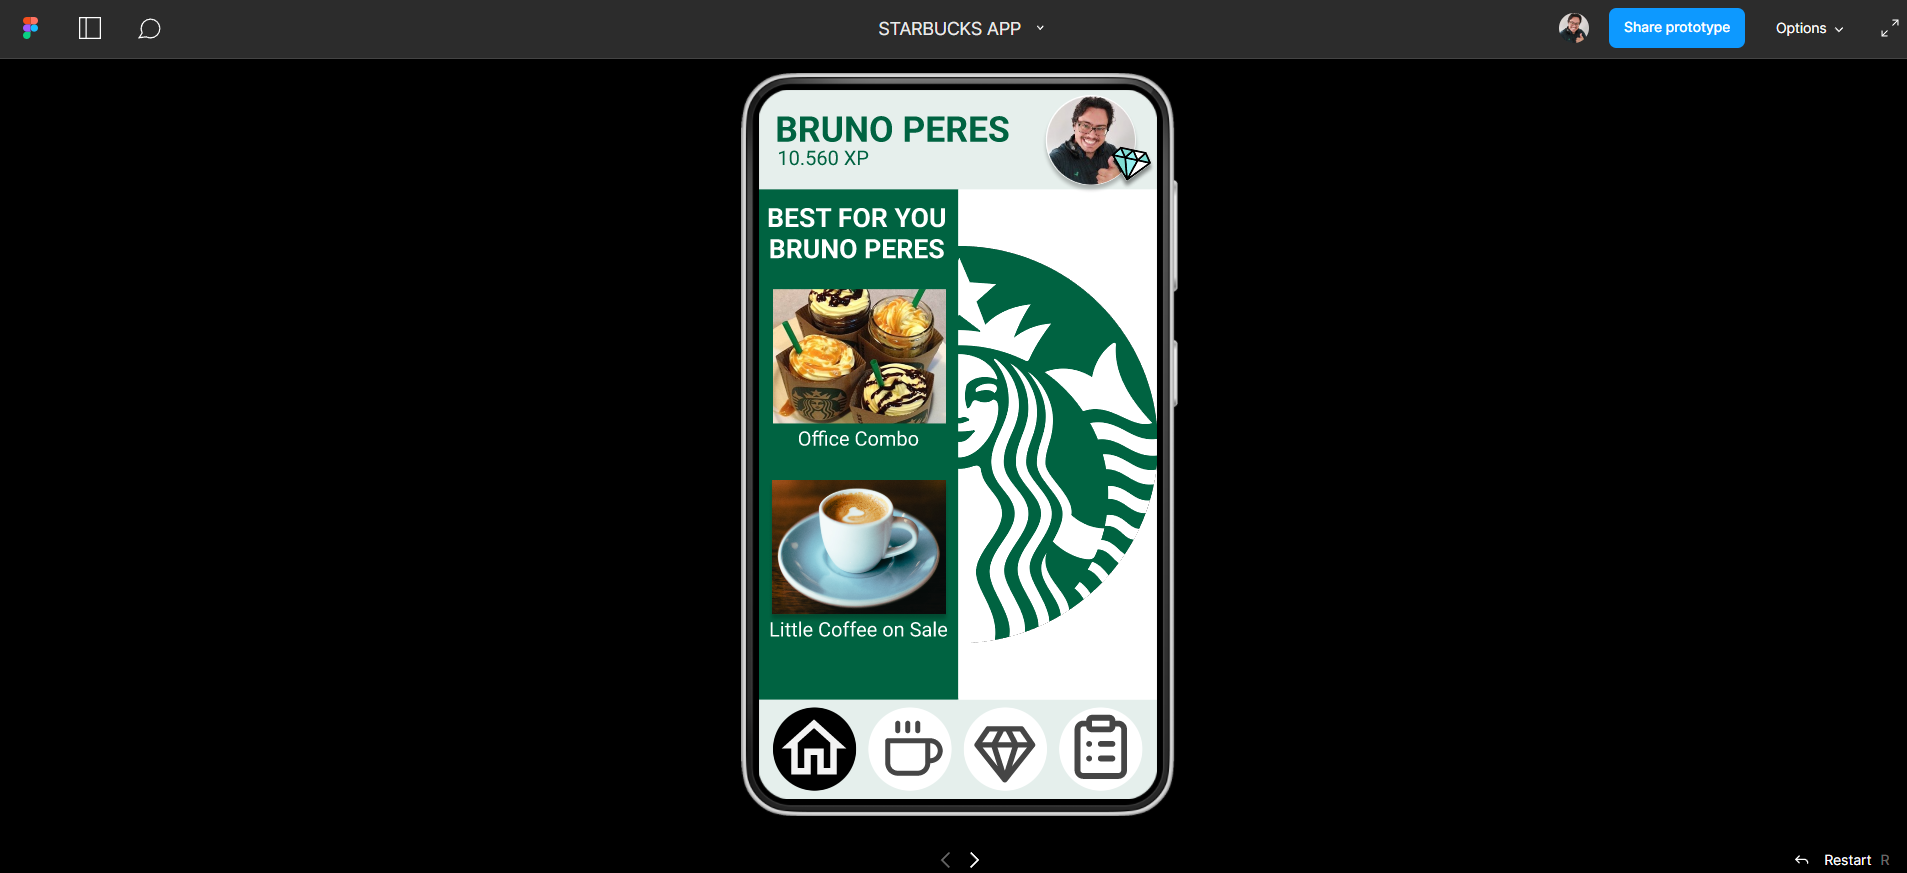 STARBUCKS APP
Share prototype
Options
BRUNO PERES
10.560 XP
BEST FOR YOU
BRUNO PERES
Office Combo
Little Coffee on Sale
Restart R